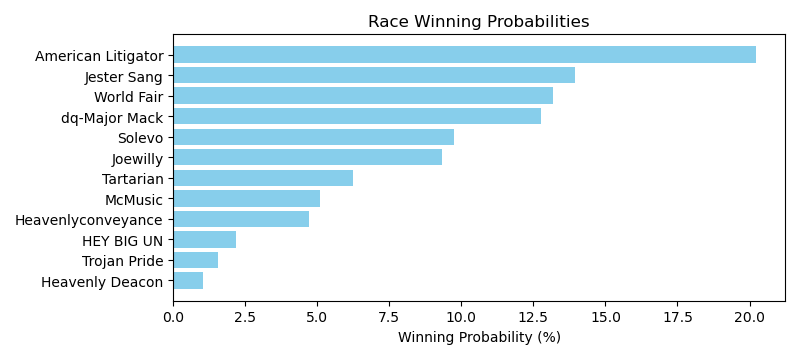 Race Winning Probabilities
American Litigator
Jester Sang
World Fair
dq-Major Mack
Solevo
Joewilly
Tartarian
McMusic
Heavenlyconveyance
HEY BIG UN
Trojan Pride
Heavenly Deacon
0.0 2.5 5.0 7.5 10.0 12.5 15.0 17.5 20.0
Winning Probability (%)